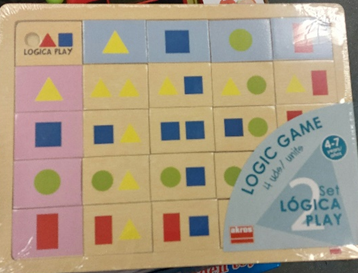 LOGICA PLAY
LOGIC GAME
4-7
Set
2
LÓGICA
PLAY
akros